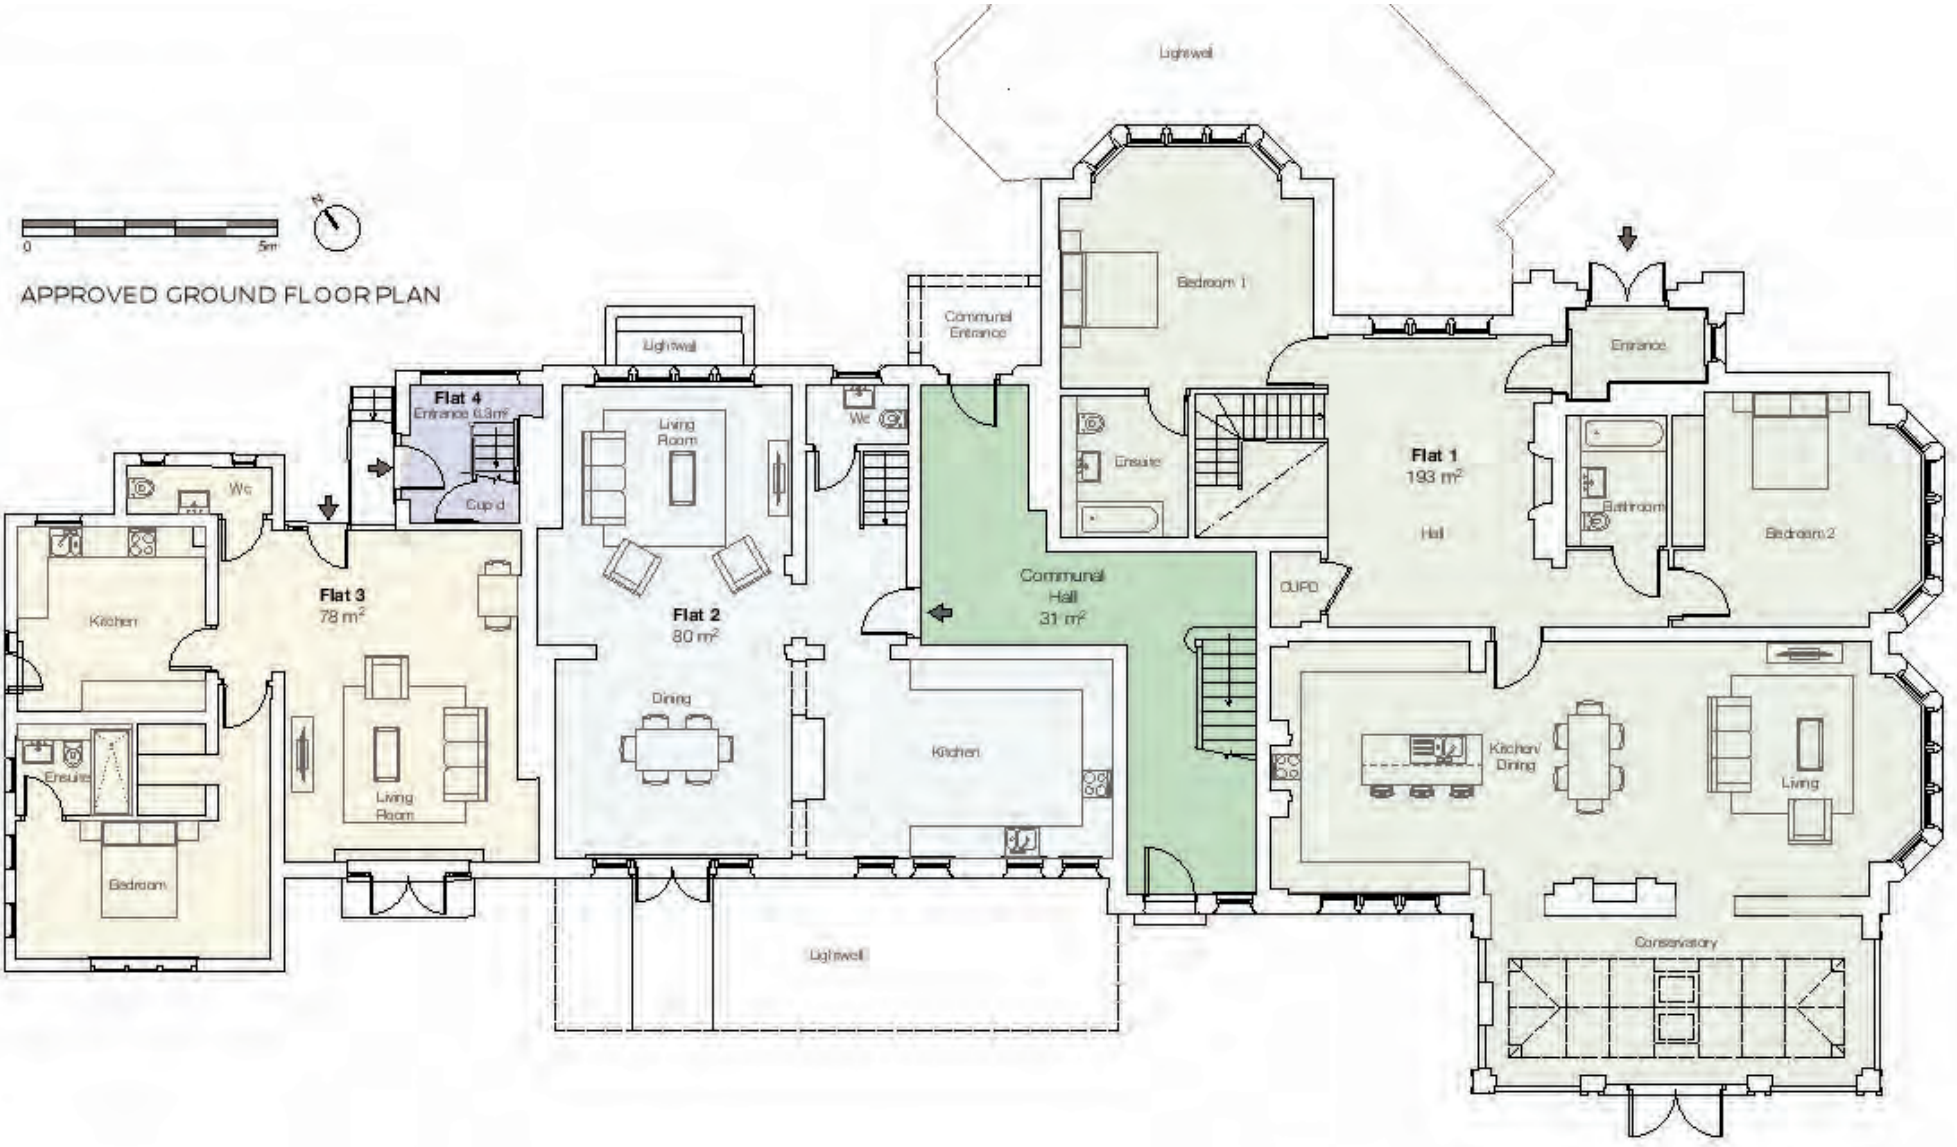 Lightwell
N
0
5m
APPROVED GROUND FLOOR PLAN
Bedroom 1
Communal
Entrance
Entrance
Lightwell
Flat 4
Entrance 6.3m²
Cup'd
Living
Room
Wc
Ensuite
Flat 1
193 m²
Hall
Bathroom
Bedroom 2
Wc
Kitchen
Flat 3
78 m²
Flat 2
80 m²
Communal
Hall
31 m²
CUPD
Dining
Kitchen
Kitchen/
Dining
Living
Ensuite
Living
Room
Bedroom
Lightwell
Conservatory